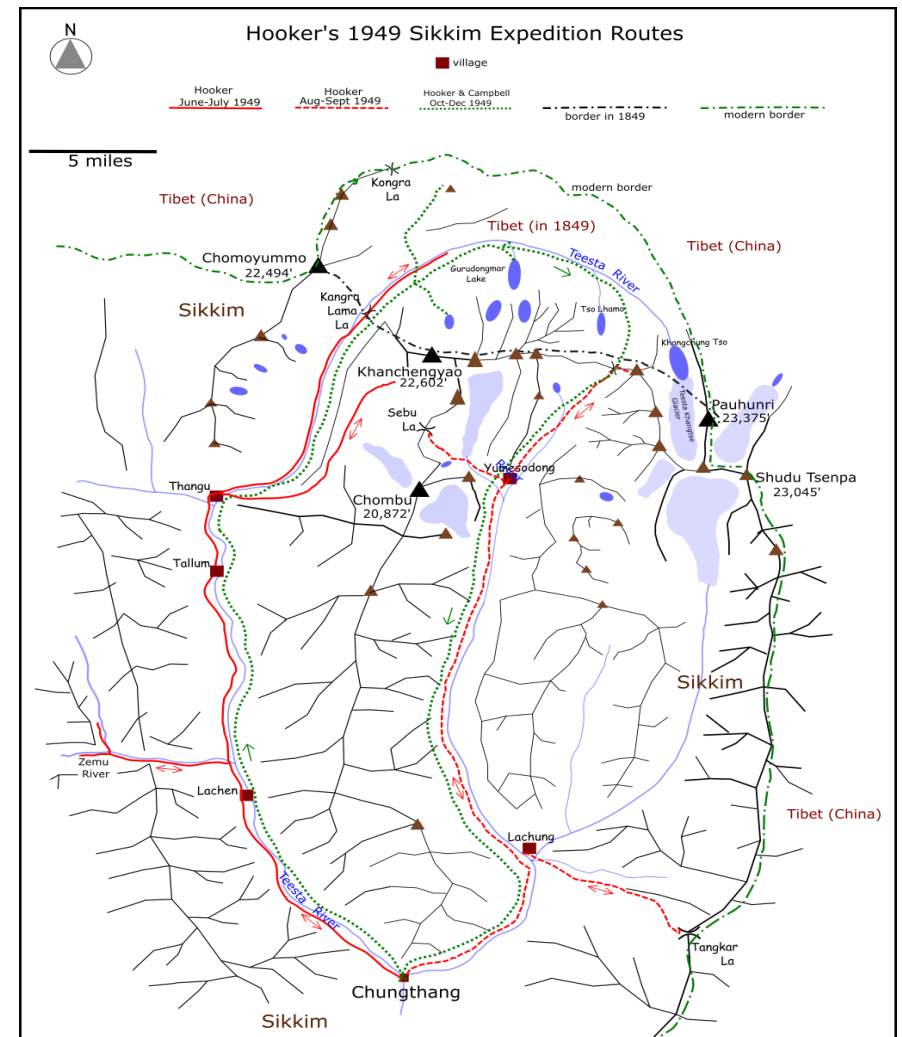 Hooker's 1949 Sikkim Expedition Routes
N
village
Hooker
June-July 1949
Hooker
Aug-Sept 1949
Hooker & Campbell
Oct-Dec 1949
border in 1849
modern border
5 miles
Kongra
La
modern border
Tibet (China)
Tibet (in 1849)
Tibet (China)
Chomoyummo
22,494'
Teesta River
Gurudongmar
Lake
Sikkim
Kangra
Lama
La
Tso Lhamo
Khangchung Tso
Khanchengyao
22,602'
Teesta Khangtse
Glacier
Pauhunri
23,375'
Sebu
La
River
Yumesodong
Shudu Tsenpa
23,045'
Thangu
Chombu
20,872'
Tallum
Sikkim
Zemu
River
Lachen
Tibet (China)
Lachung
Teesta River
Tangkar
La
Chungthang
Sikkim